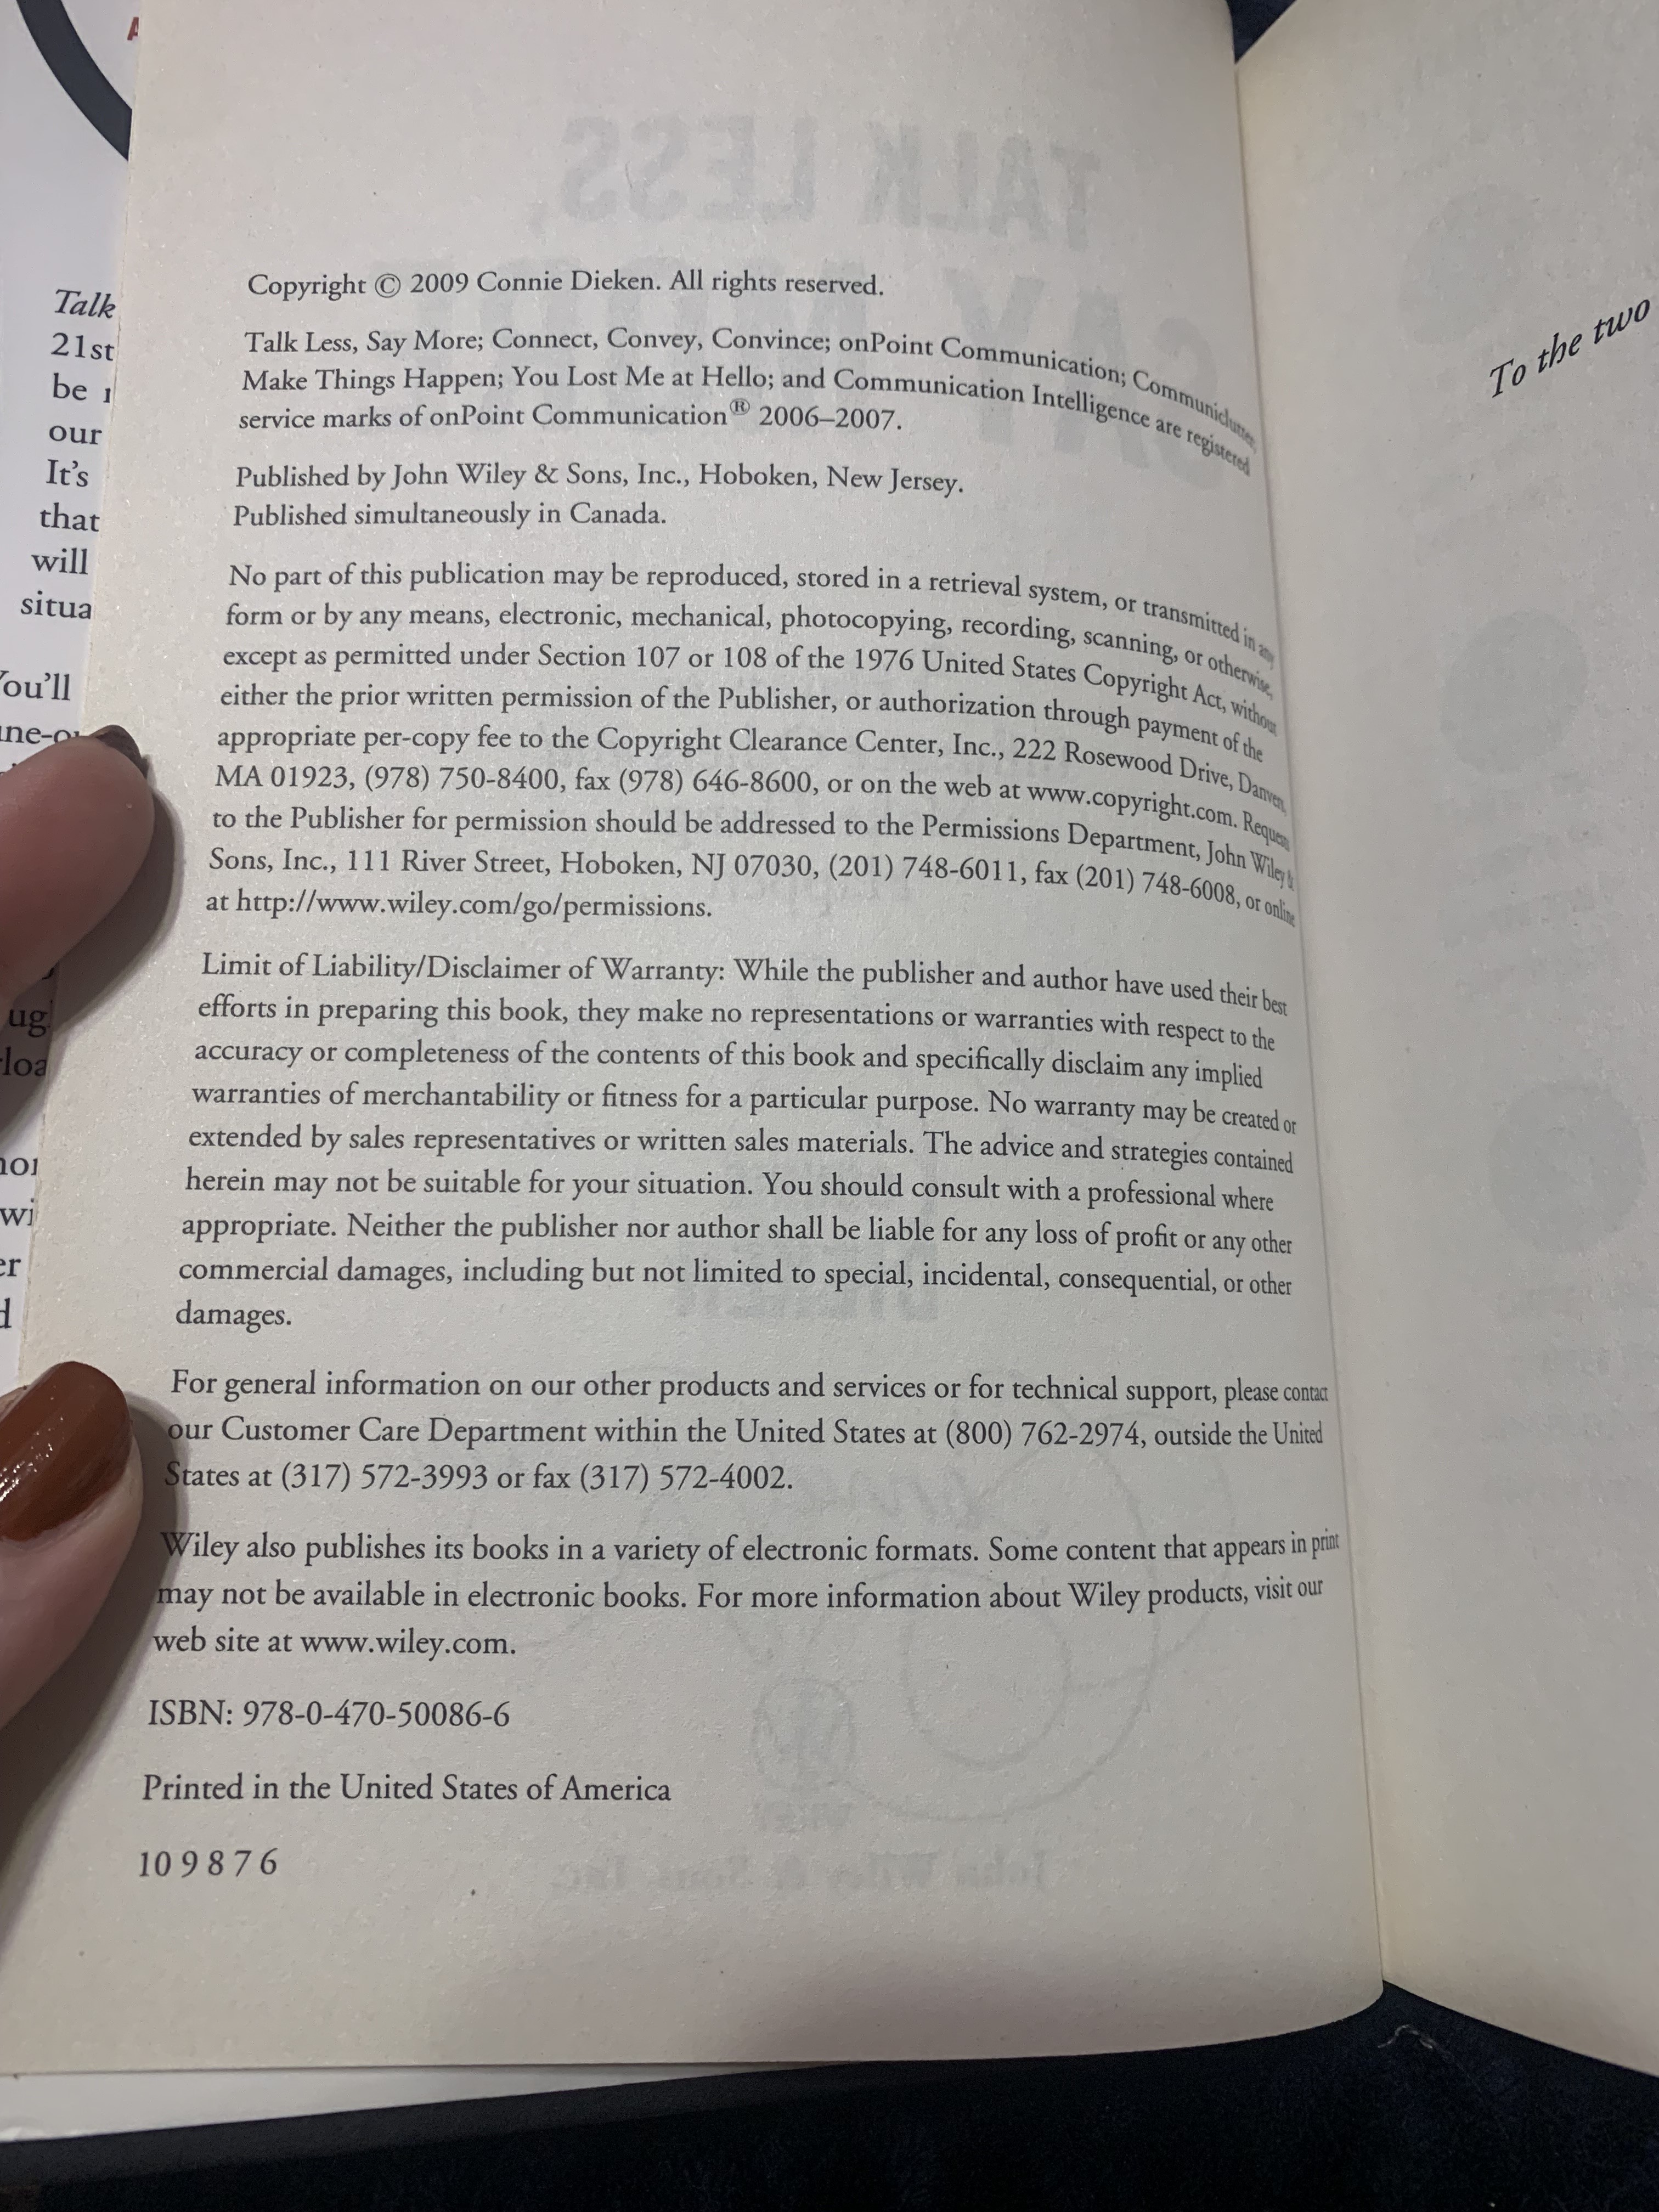 Talk
21st
be
our
It's
that
will
situa
You'll
ug
loa
wi
er
d
TALK LESS,
Copyright © 2009 Connie Dieken. All rights reserved.
Talk Less, Say More; Connect, Convey, Convince; onPoint Communication; Communiclutter,
Make Things Happen; You Lost Me at Hello; and Communication Intelligence are registered
service marks of onPoint Communication® 2006–2007.
Published by John Wiley & Sons, Inc., Hoboken, New Jersey.
Published simultaneously in Canada.
No part of this publication may be reproduced, stored in a retrieval system, or transmitted in any
form or by any means, electronic, mechanical, photocopying, recording, scanning, or otherwise,
except as permitted under Section 107 or 108 of the 1976 United States Copyright Act, without
either the prior written permission of the Publisher, or authorization through payment of the
appropriate per-copy fee to the Copyright Clearance Center, Inc., 222 Rosewood Drive, Danvers,
MA 01923, (978) 750-8400, fax (978) 646-8600, or on the web at www.copyright.com. Requests
to the Publisher for permission should be addressed to the Permissions Department, John Wiley &
Sons, Inc., 111 River Street, Hoboken, NJ 07030, (201) 748-6011, fax (201) 748-6008, or online
at http://www.wiley.com/go/permissions.
Limit of Liability/Disclaimer of Warranty: While the publisher and author have used their best
efforts in preparing this book, they make no representations or warranties with respect to the
accuracy or completeness of the contents of this book and specifically disclaim any implied
warranties of merchantability or fitness for a particular purpose. No warranty may be created or
extended by sales representatives or written sales materials. The advice and strategies contained
herein may not be suitable for your situation. You should consult with a professional where
appropriate. Neither the publisher nor author shall be liable for any loss of profit or any other
commercial damages, including but not limited to special, incidental, consequential, or other
damages.
For general information on our other products and services or for technical support, please contact
our Customer Care Department within the United States at (800) 762-2974, outside the United
States at (317) 572-3993 or fax (317) 572-4002.
Wiley also publishes its books in a variety of electronic formats. Some content that appears in print
may not be available in electronic books. For more information about Wiley products, visit our
web site at www.wiley.com.
ISBN: 978-0-470-50086-6
Printed in the United States of America
10 9 8 7 6
John Wiley & Sons, Inc.
To the two